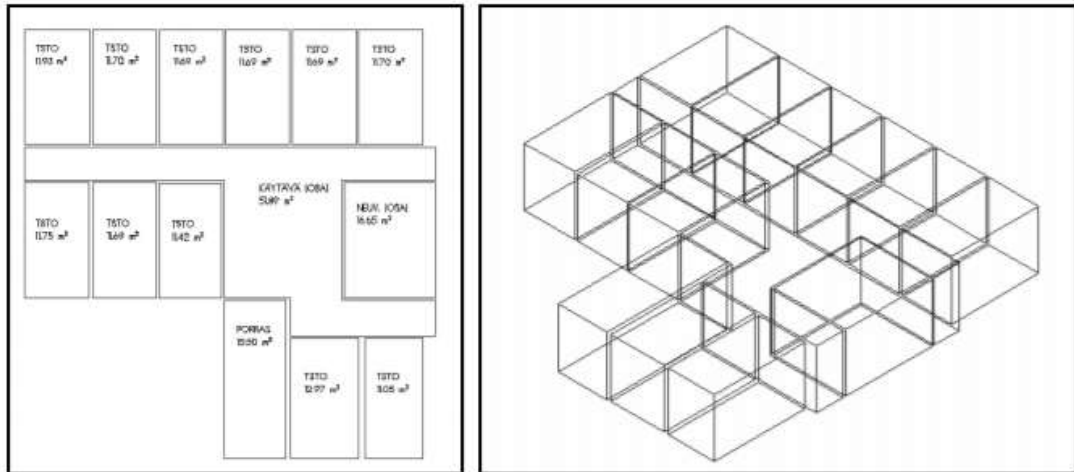 TSTO TSTO TSTO TSTO TSTO TSTO
11.93 m² 11.70 m² 11.69 m² 11.69 m² 11.69 m² 11.70 m²
KÄYTÄVÄ (OSA)
m²
NEUV. (OSA)
16.65 m²
TSTO TSTO TSTO
11.75 m² 11.69 m² 11.42 m²
PORRAS
15.50 m²
TSTO TSTO
12.97 m² 11.05 m²